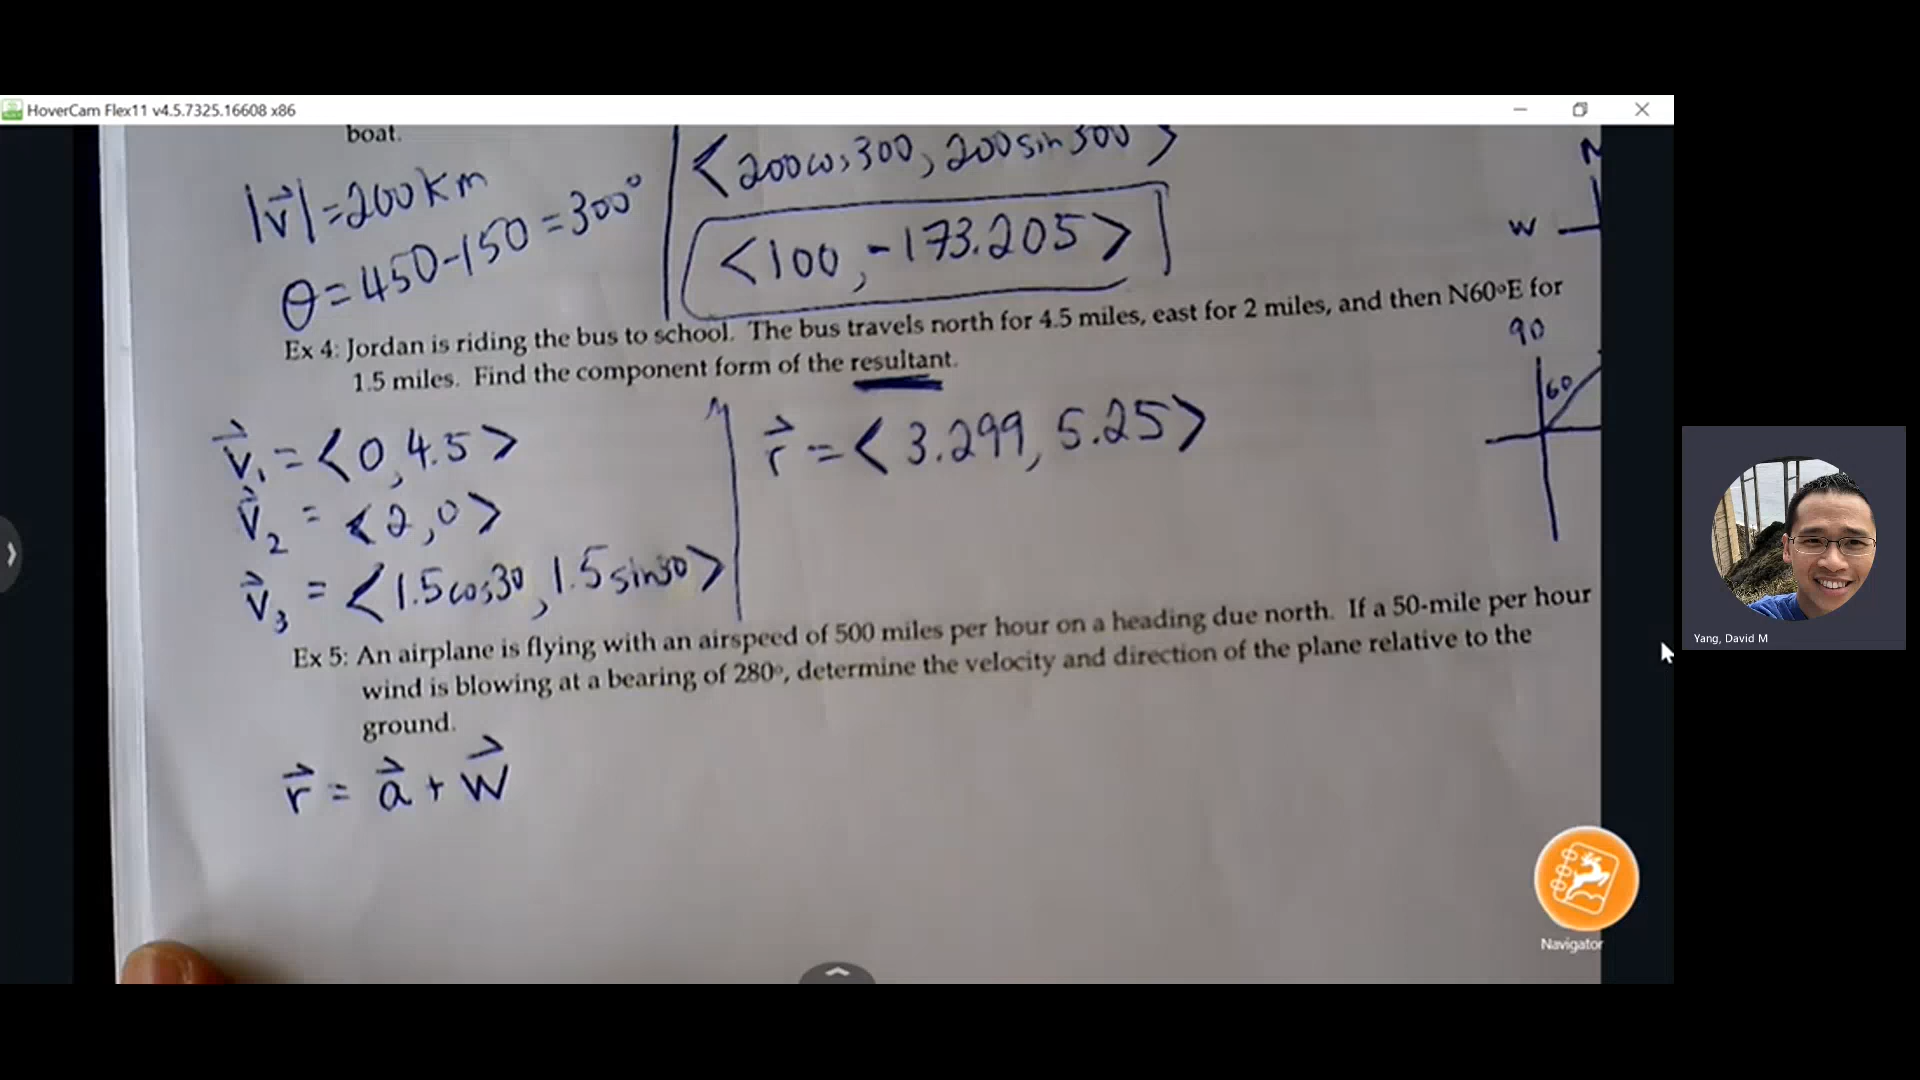 HoverCam Flex11 v4.5.7325.16608 x86
boat.
|v⃗| = 200km
θ = 450-150 = 300°
<200cos300, 200sin300>
<100, -173.205>
N
W
Ex 4: Jordan is riding the bus to school. The bus travels north for 4.5 miles, east for 2 miles, and then N60°E for
1.5 miles. Find the component form of the resultant.
90
60
v⃗₁ = <0, 4.5>
v⃗₂ = <2, 0>
v⃗₃ = <1.5cos30, 1.5sin30>
r⃗ = <3.299, 5.25>
Ex 5: An airplane is flying with an airspeed of 500 miles per hour on a heading due north. If a 50-mile per hour
wind is blowing at a bearing of 280°, determine the velocity and direction of the plane relative to the
ground.
r⃗ = a⃗ + w⃗
Navigator
Yang, David M